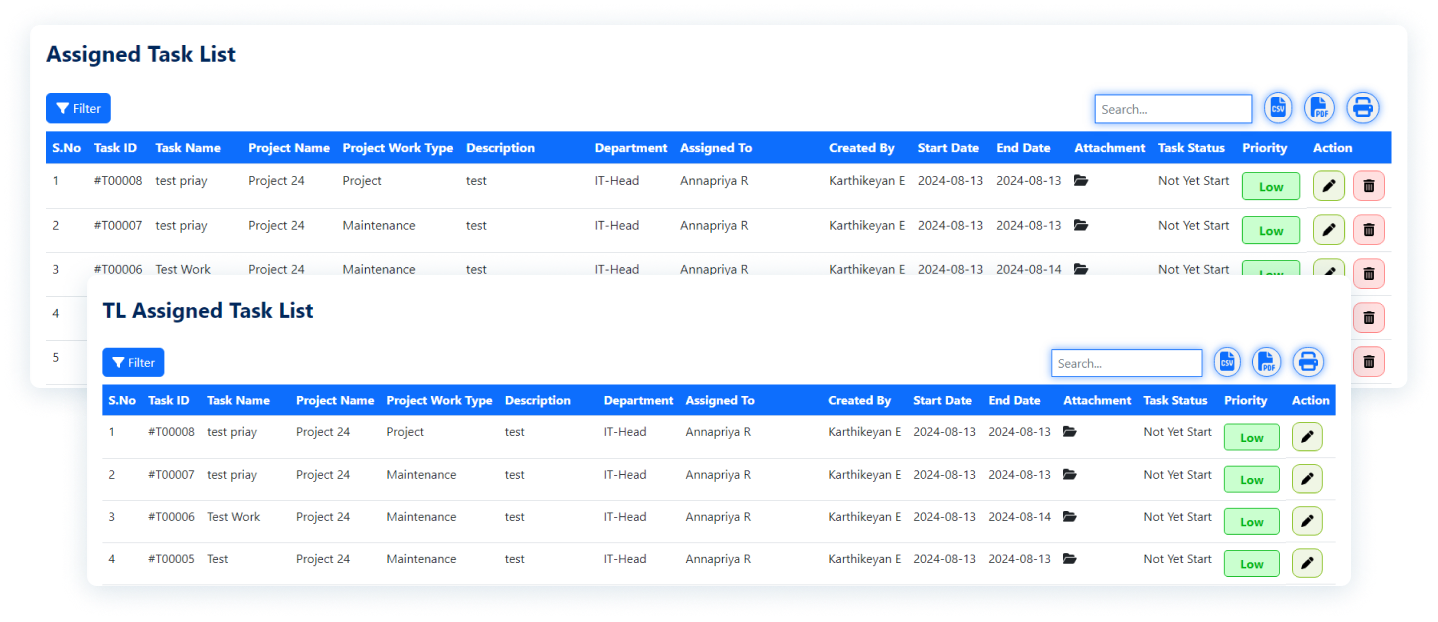 Assigned Task List
Filter
Search...
CSV
PDF
S.No Task ID Task Name Project Name Project Work Type Description Department Assigned To Created By Start Date End Date Attachment Task Status Priority Action
1 #T00008 test priay Project 24 Project test IT-Head Annapriya R Karthikeyan E 2024-08-13 2024-08-13 Not Yet Start Low
2 #T00007 test priay Project 24 Maintenance test IT-Head Annapriya R Karthikeyan E 2024-08-13 2024-08-13 Not Yet Start Low
3 #T00006 Test Work Project 24 Maintenance test IT-Head Annapriya R Karthikeyan E 2024-08-13 2024-08-14 Not Yet Start Low
4
5
TL Assigned Task List
Filter
Search...
CSV
PDF
S.No Task ID Task Name Project Name Project Work Type Description Department Assigned To Created By Start Date End Date Attachment Task Status Priority Action
1 #T00008 test priay Project 24 Project test IT-Head Annapriya R Karthikeyan E 2024-08-13 2024-08-13 Not Yet Start Low
2 #T00007 test priay Project 24 Maintenance test IT-Head Annapriya R Karthikeyan E 2024-08-13 2024-08-13 Not Yet Start Low
3 #T00006 Test Work Project 24 Maintenance test IT-Head Annapriya R Karthikeyan E 2024-08-13 2024-08-14 Not Yet Start Low
4 #T00005 Test Project 24 Maintenance test IT-Head Annapriya R Karthikeyan E 2024-08-13 2024-08-13 Not Yet Start Low